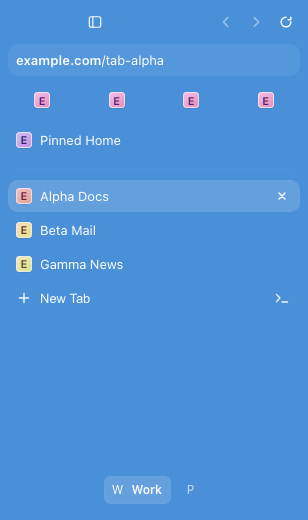 example.com/tab-alpha
E E E E
E Pinned Home
E Alpha Docs
E Beta Mail
E Gamma News
New Tab
W Work P